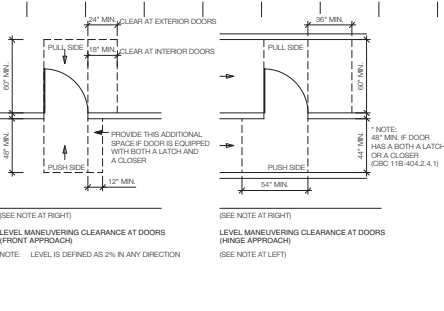 24" MIN. CLEAR AT EXTERIOR DOORS
18" MIN. CLEAR AT INTERIOR DOORS
PULL SIDE
60" MIN.
48" MIN.
PROVIDE THIS ADDITIONAL
SPACE IF DOOR IS EQUIPPED
WITH BOTH A LATCH AND
A CLOSER
PUSH SIDE
12" MIN.
(SEE NOTE AT RIGHT)
LEVEL MANEUVERING CLEARANCE AT DOORS
(FRONT APPROACH)
NOTE: LEVEL IS DEFINED AS 2% IN ANY DIRECTION
36" MIN.
PULL SIDE
60" MIN.
44" MIN.
* NOTE:
48" MIN. IF DOOR
HAS A BOTH A LATCH
OR A CLOSER
(CBC 11B-404.2.4.1)
PUSH SIDE
54" MIN.
(SEE NOTE AT RIGHT)
LEVEL MANEUVERING CLEARANCE AT DOORS
(HINGE APPROACH)
(SEE NOTE AT LEFT)